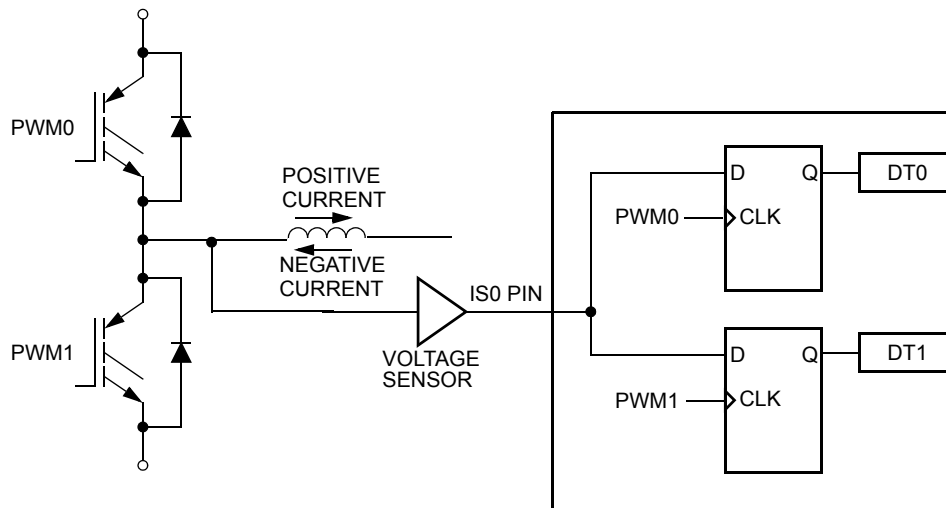 PWM0
POSITIVE
CURRENT
NEGATIVE
CURRENT
PWM1
VOLTAGE
SENSOR
IS0 PIN
D
Q
DT0
PWM0
CLK
D
Q
DT1
PWM1
CLK